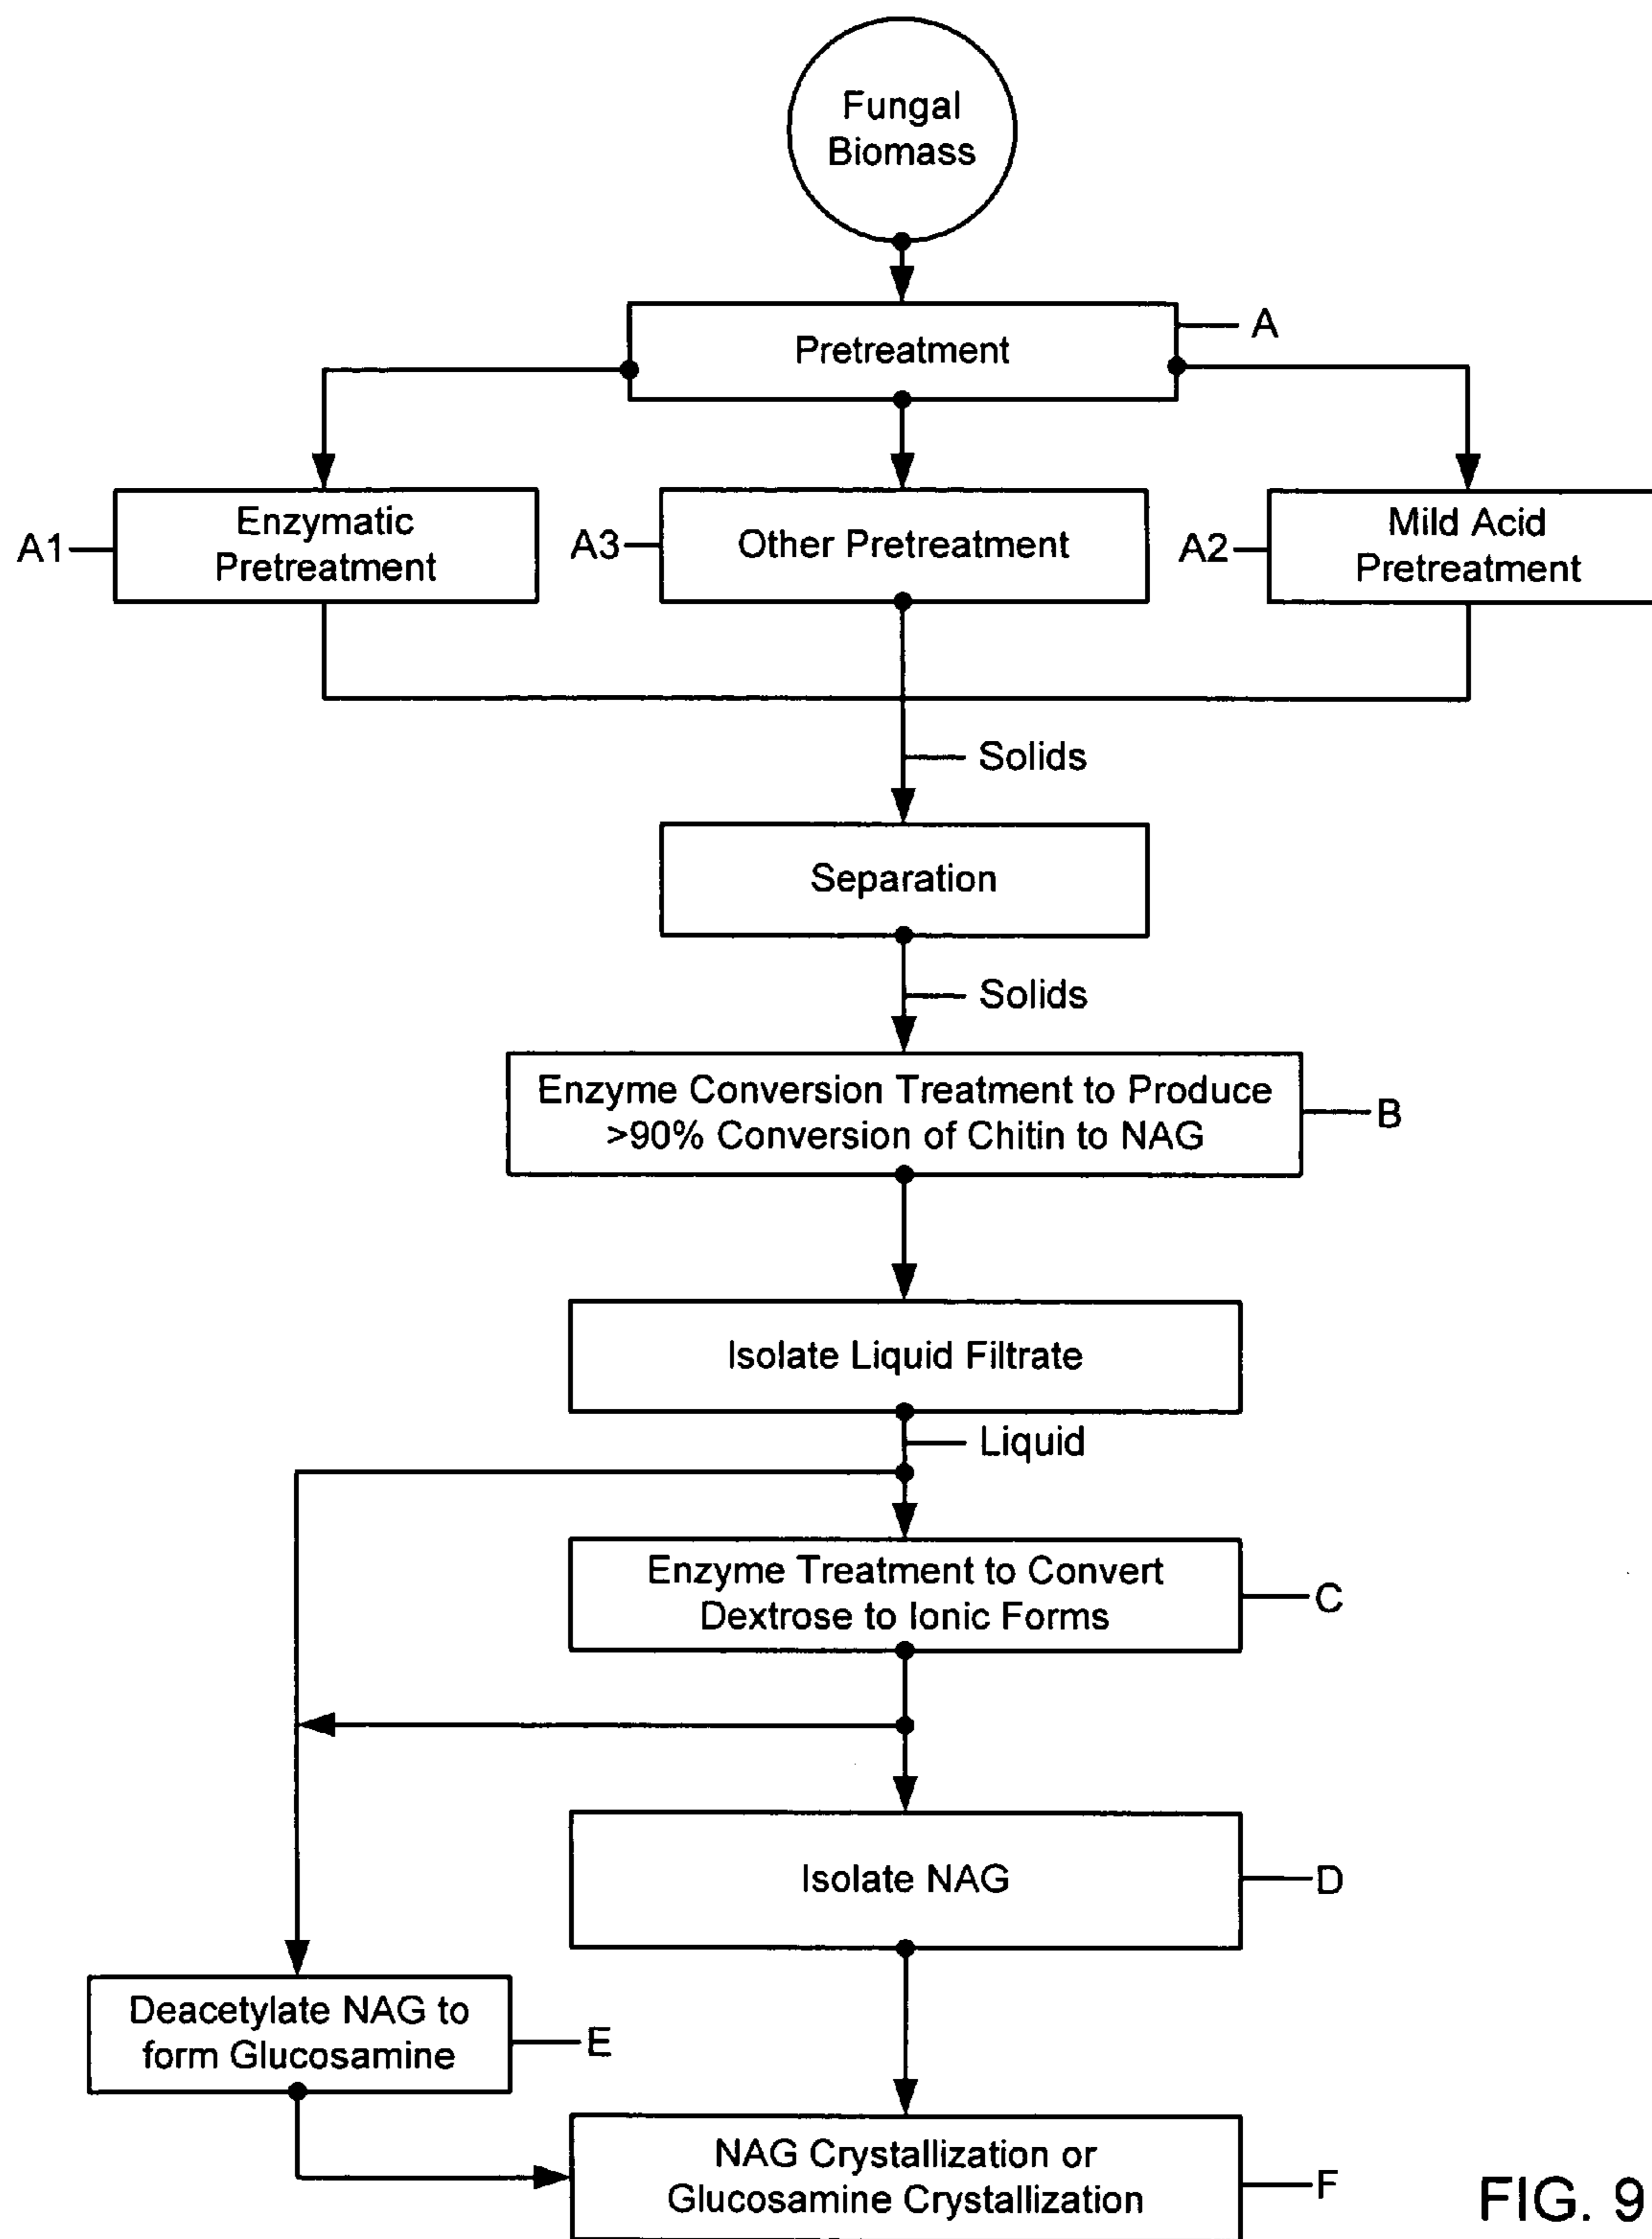 Fungal
Biomass
Pretreatment
A
Enzymatic
Pretreatment
A1
Other Pretreatment
A3
Mild Acid
Pretreatment
A2
Solids
Separation
Solids
Enzyme Conversion Treatment to Produce
>90% Conversion of Chitin to NAG
B
Isolate Liquid Filtrate
Liquid
Enzyme Treatment to Convert
Dextrose to Ionic Forms
C
Isolate NAG
D
Deacetylate NAG to
form Glucosamine
E
NAG Crystallization or
Glucosamine Crystallization
F
FIG. 9